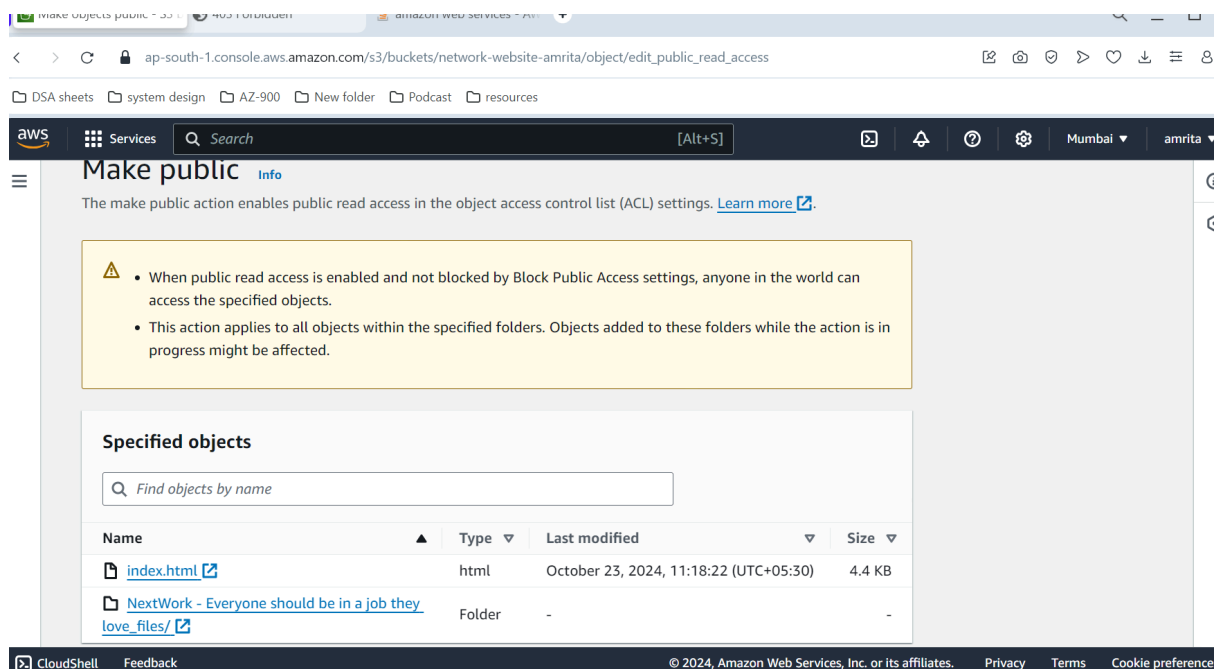 Make objects public - S3
403 Forbidden
amazon web services - AW
ap-south-1.console.aws.amazon.com/s3/buckets/network-website-amrita/object/edit_public_read_access
DSA sheets system design AZ-900 New folder Podcast resources
aws Services Search [Alt+S] Mumbai amrita
Make public Info
The make public action enables public read access in the object access control list (ACL) settings. Learn more.
• When public read access is enabled and not blocked by Block Public Access settings, anyone in the world can
access the specified objects.
• This action applies to all objects within the specified folders. Objects added to these folders while the action is in
progress might be affected.
Specified objects
Find objects by name
Name Type Last modified Size
index.html html October 23, 2024, 11:18:22 (UTC+05:30) 4.4 KB
NextWork - Everyone should be in a job they
love_files/ Folder - -
CloudShell Feedback © 2024, Amazon Web Services, Inc. or its affiliates. Privacy Terms Cookie preference